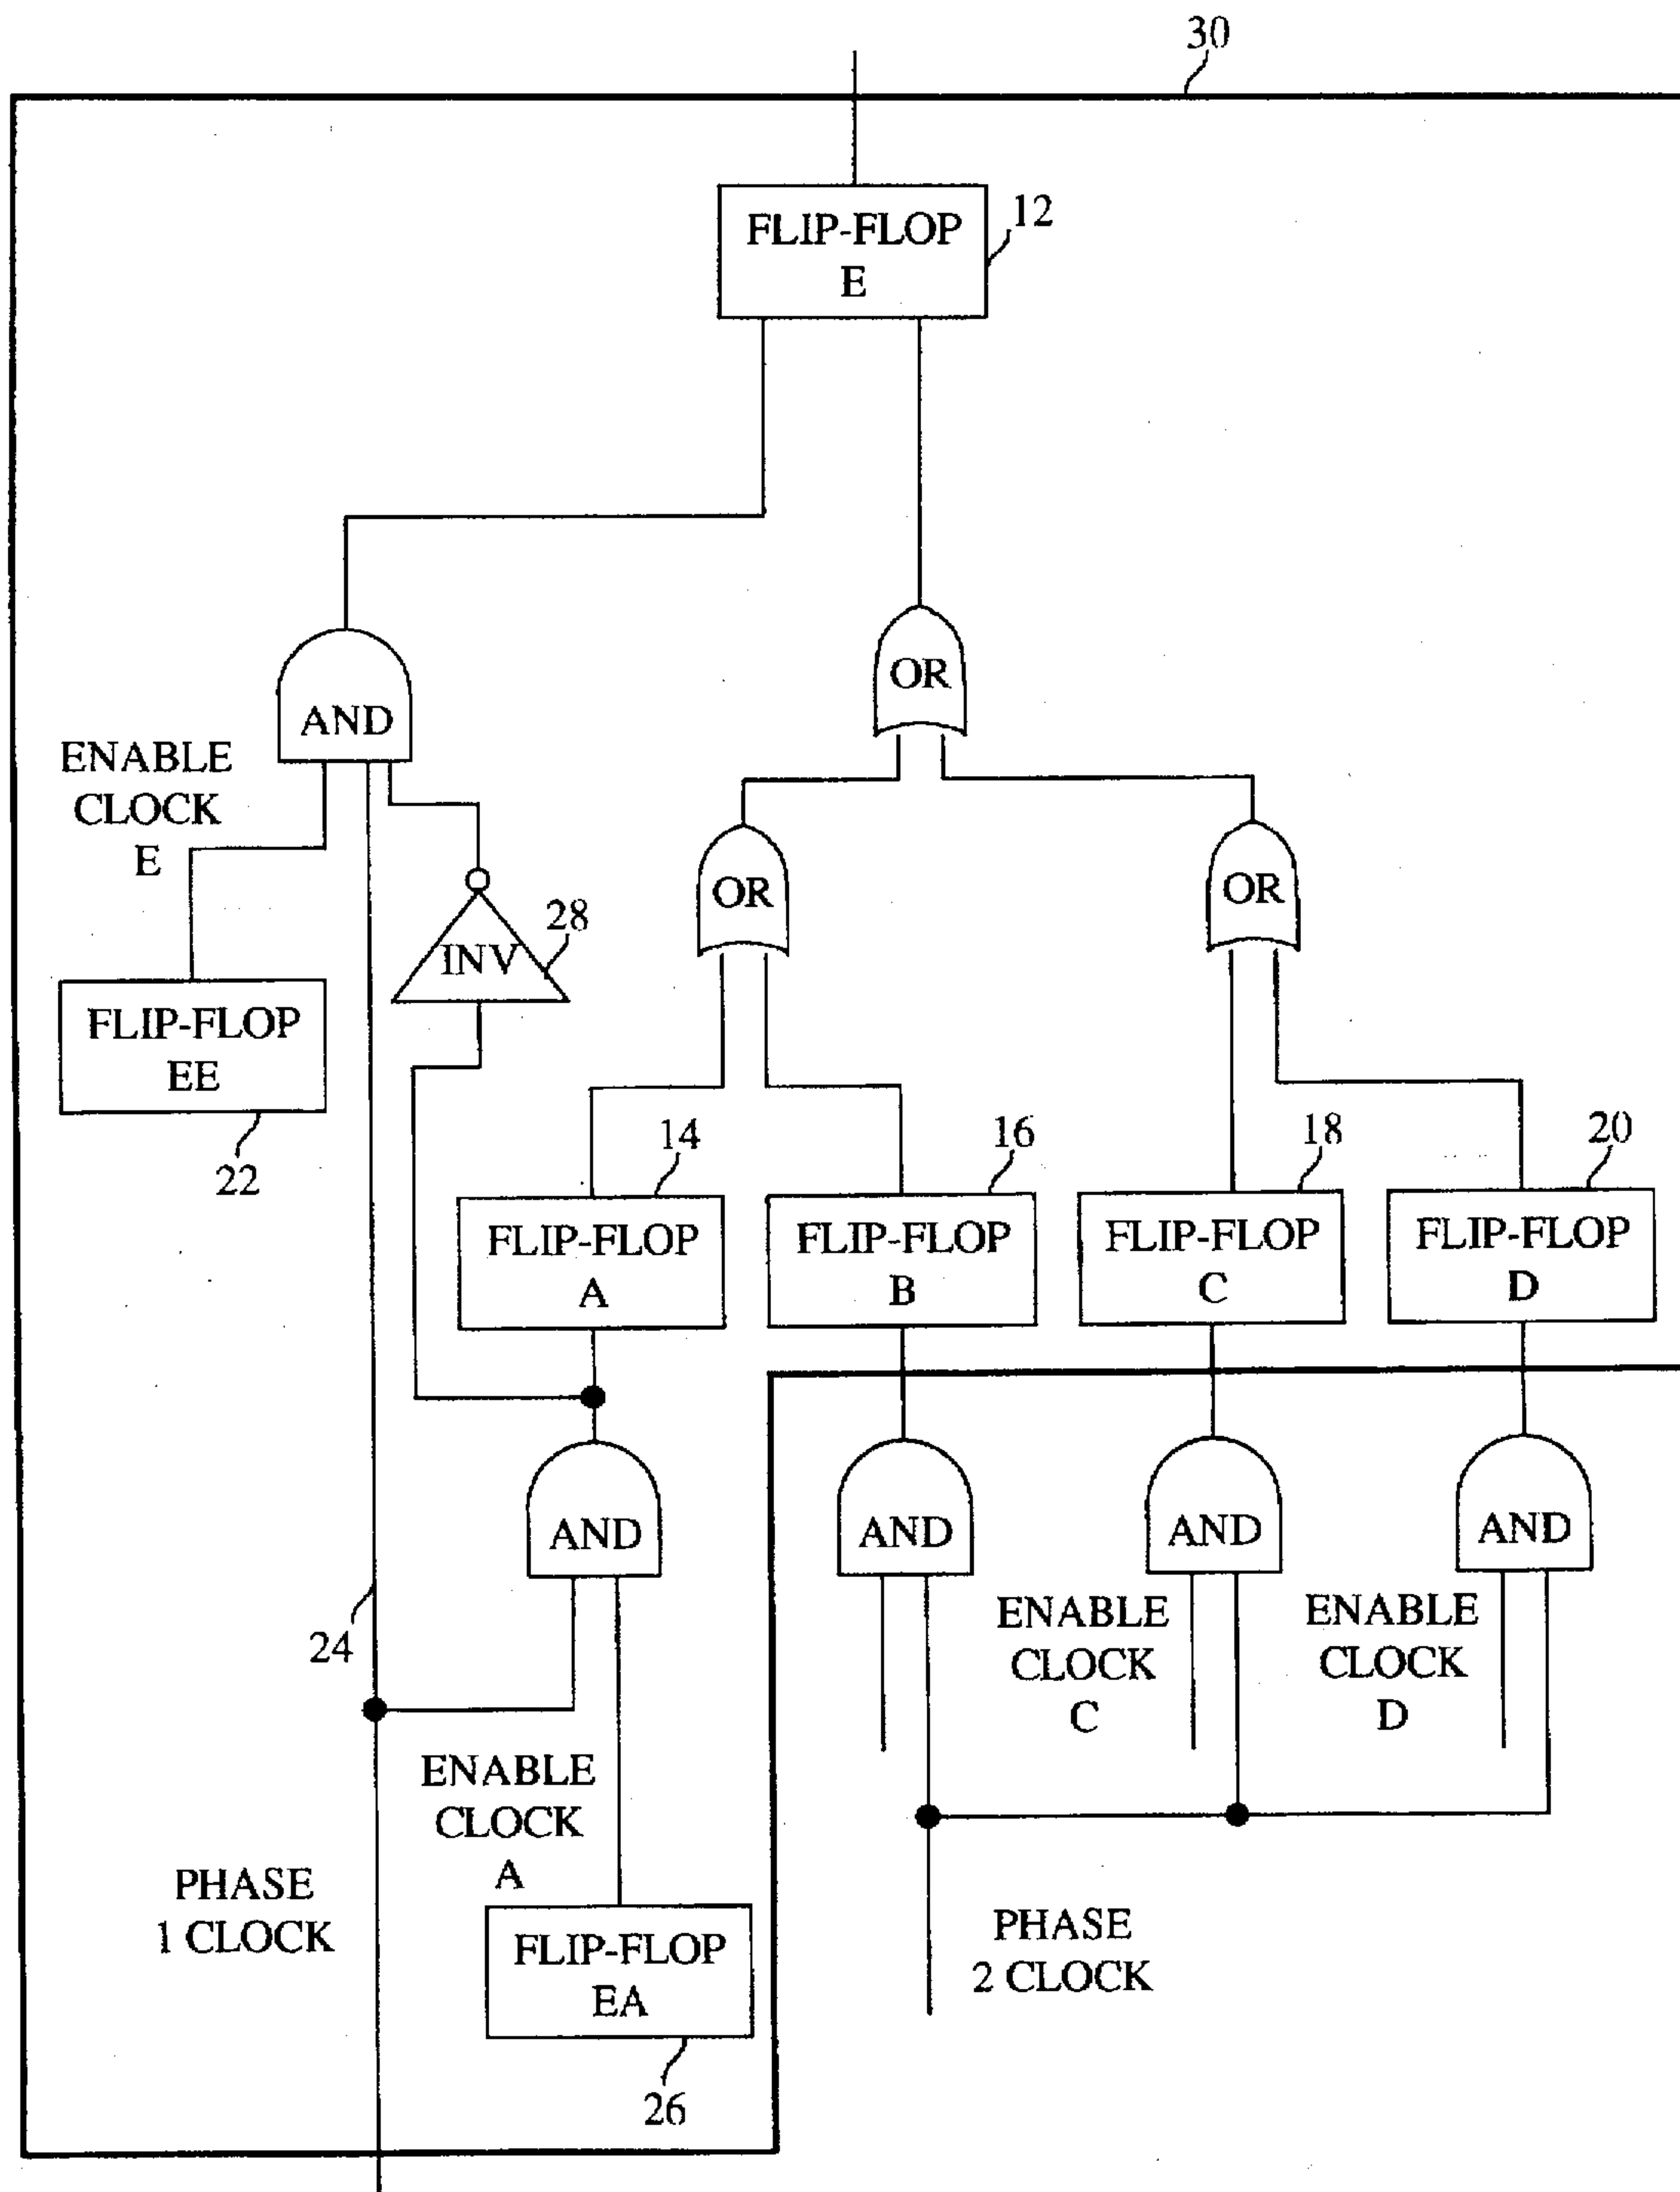 30
FLIP-FLOP
E
12
OR
AND
ENABLE
CLOCK
E
OR
OR
INV
28
FLIP-FLOP
EE
22
14
16
18
20
FLIP-FLOP
A
FLIP-FLOP
B
FLIP-FLOP
C
FLIP-FLOP
D
AND
AND
AND
AND
24
ENABLE
CLOCK
C
ENABLE
CLOCK
D
ENABLE
CLOCK
A
PHASE
1 CLOCK
FLIP-FLOP
EA
26
PHASE
2 CLOCK